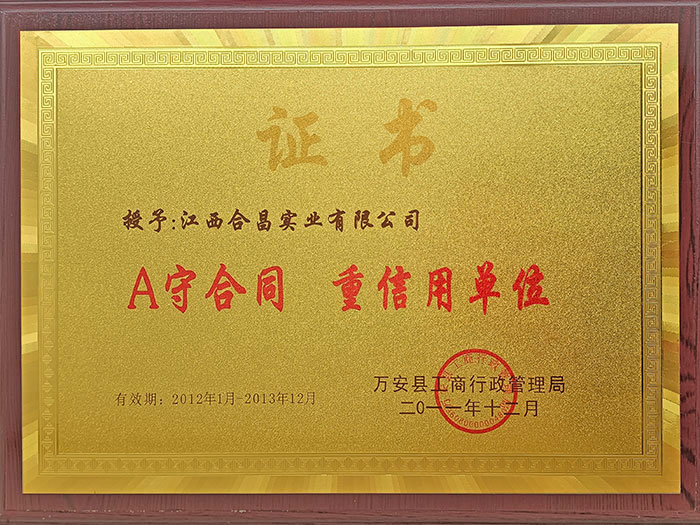 证书
授予:江西合昌实业有限公司
A守合同 重信用单位
有效期：2012年1月-2013年12月
万安县工商行政管理局
二0一一年十二月